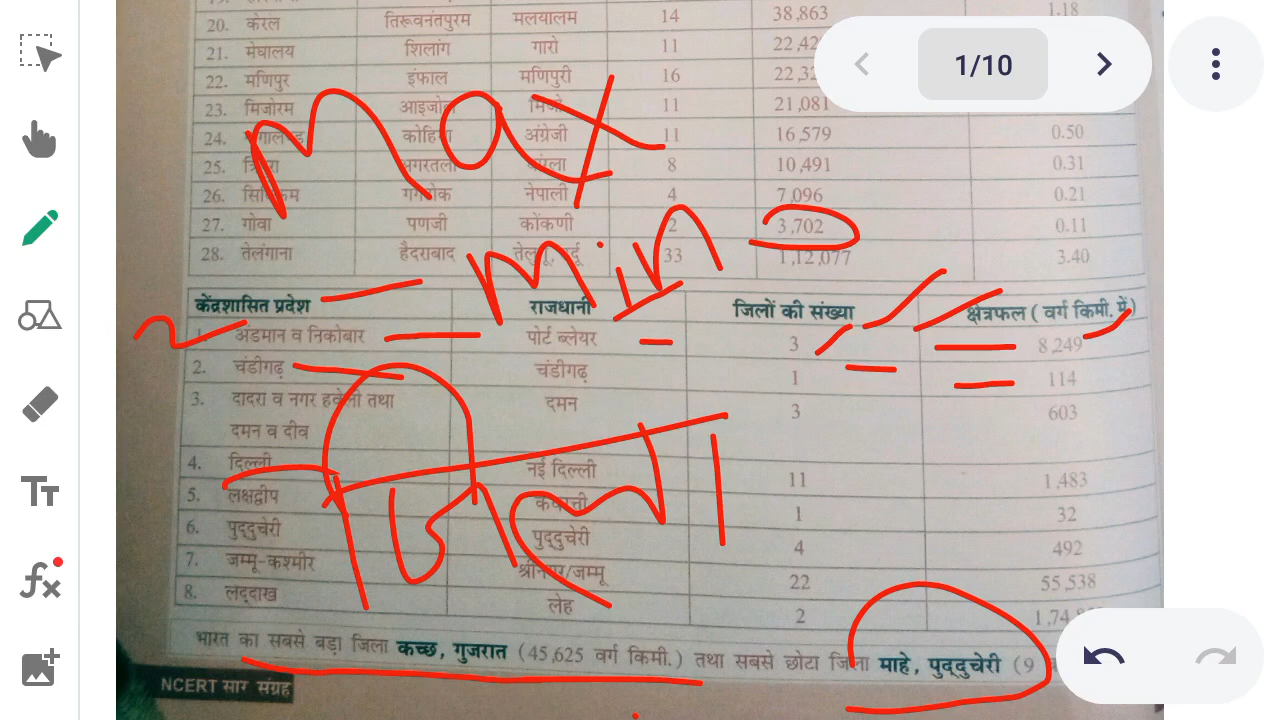 20. केरल तिरूवनंतपुरम मलयालम 14 38,863 1.18
21. मेघालय शिलांग गारो 11
22. मणिपुर इंफाल मणिपुरी 16
23. मिजोरम 11 21,081
24. अंग्रेजी 11 16,579 0.50
25. 8 10,491 0.31
26. नेपाली 4 7,096 0.21
27. गोवा पणजी कोंकणी 2 3,702 0.11
28. तेलंगाना हैदराबाद 33 1,12,077 3.40
Max
Min
केंद्रशासित प्रदेश राजधानी जिलों की संख्या क्षेत्रफल ( वर्ग किमी. में)
1. अंडमान व निकोबार पोर्ट ब्लेयर 3 8,249
2. चंडीगढ़ चंडीगढ़ 1 114
3. दादरा व नगर हवेली तथा दमन 3 603
दमन व दीव
4. दिल्ली नई दिल्ली 11 1,483
5. लक्षद्वीप 1 32
6. पुद्दुचेरी पुद्दुचेरी 4 492
7. जम्मू-कश्मीर श्रीनगर/जम्मू 22 55,538
8. लद्दाख लेह 2
जिला
भारत का सबसे बड़ा जिला कच्छ, गुजरात (45,625 वर्ग किमी.) तथा सबसे छोटा जिला माहे, पुद्दुचेरी (9
NCERT सार संग्रह
1/10
Tт
fx